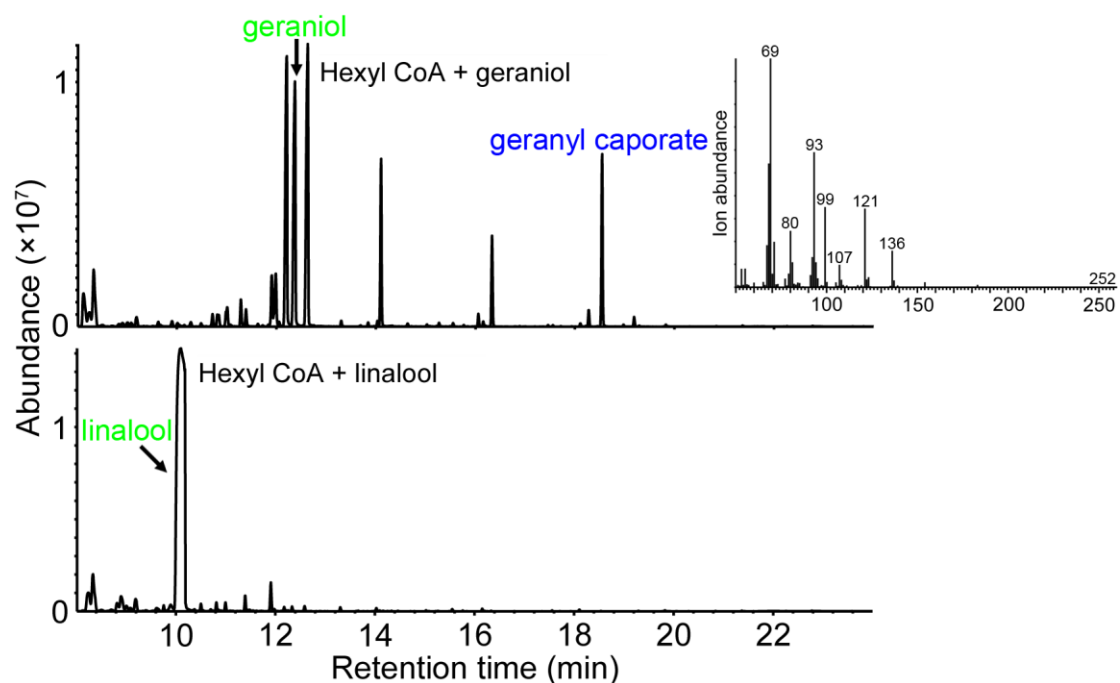 geraniol
Hexyl CoA + geraniol
geranyl caporate
1
0
Abundance (×10⁷)
Ion abundance
69
93
99
80
107
121
136
252
100
150
200
250
Hexyl CoA + linalool
linalool
1
0
10
12
14
16
18
20
22
Retention time (min)